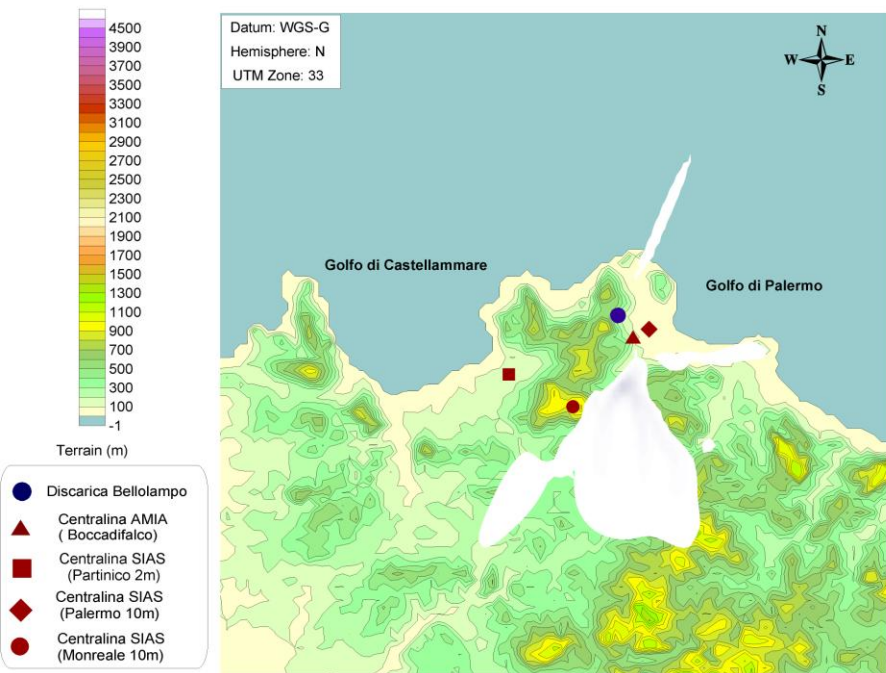 4500
3900
3700
3500
3300
3100
2900
2700
2500
2300
2100
1900
1700
1500
1300
1100
900
700
500
300
100
-1
Terrain (m)
Datum: WGS-G
Hemisphere: N
UTM Zone: 33
N
W E
S
Golfo di Castellammare
Golfo di Palermo
Discarica Bellolampo
Centralina AMIA
( Boccadifalco)
Centralina SIAS
(Partinico 2m)
Centralina SIAS
(Palermo 10m)
Centralina SIAS
(Monreale 10m)